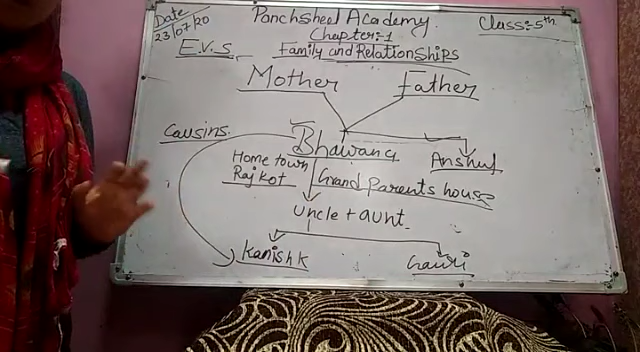 Date
23/07/20
Panchsheel Academy
Class:-5th.
Chapter:-1
E.V.S.
Family and Relationships
Mother
Father
Causins.
Bhawana
Anshul
Home town
Rajkot
Grand Parents house
Uncle + aunt.
Kanishk
Gauri